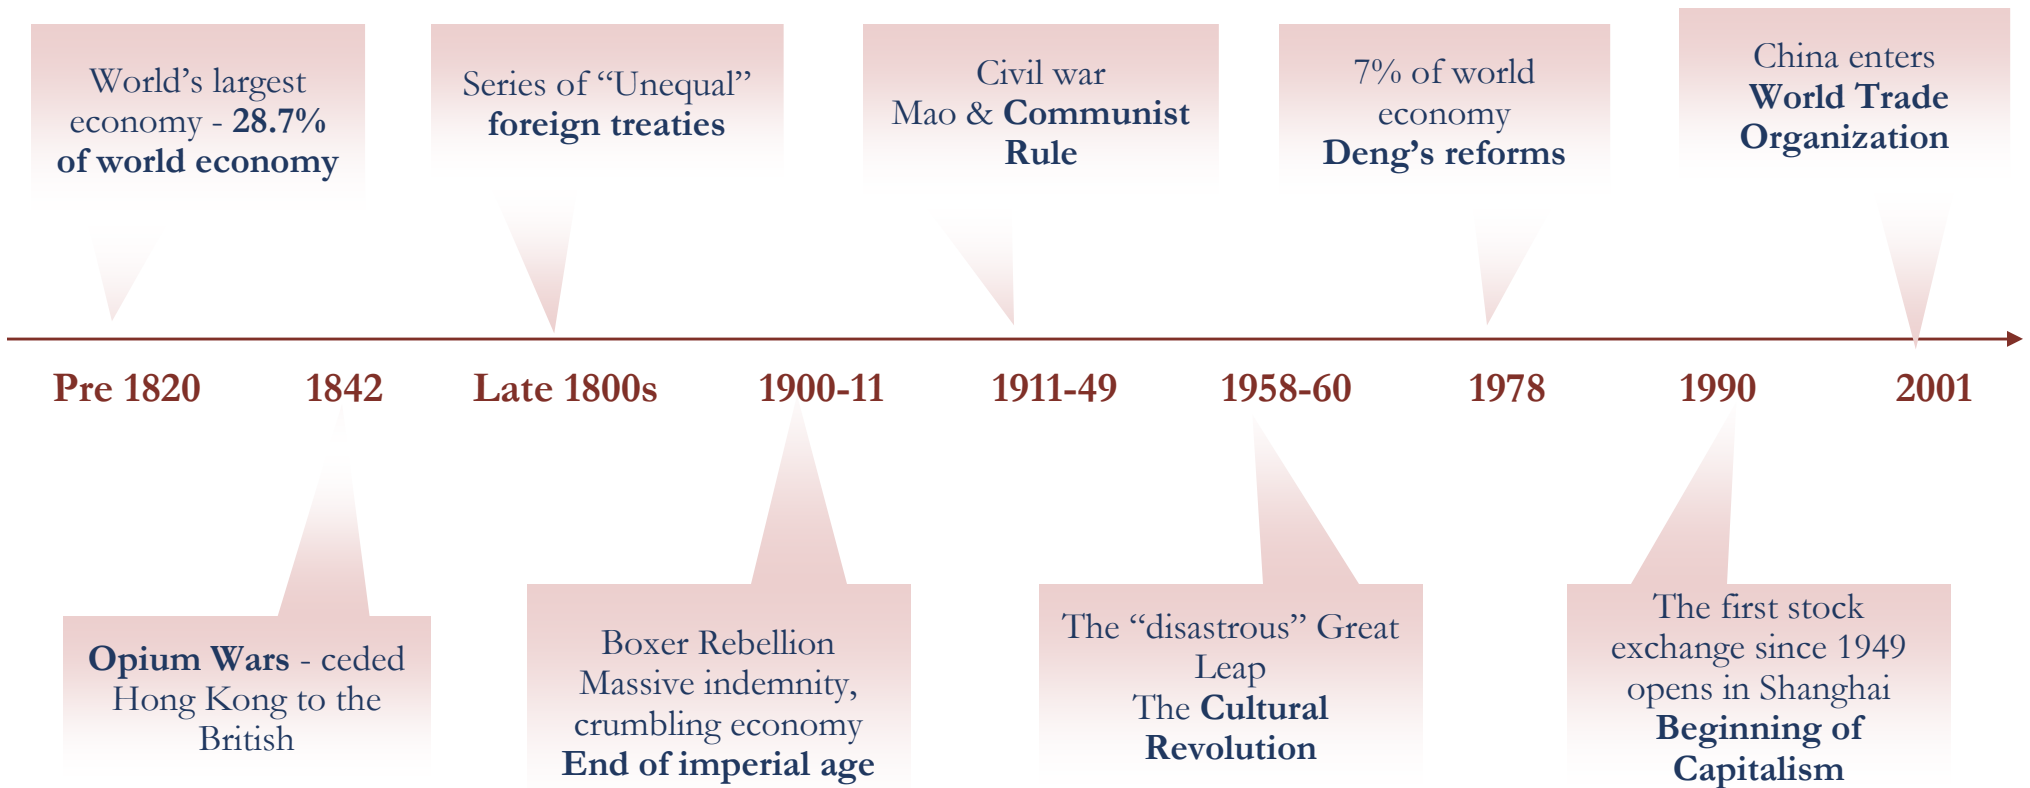 World’s largest
economy - 28.7%
of world economy
Series of “Unequal”
foreign treaties
Civil war
Mao & Communist
Rule
7% of world
economy
Deng’s reforms
China enters
World Trade
Organization
Pre 1820
1842
Late 1800s
1900-11
1911-49
1958-60
1978
1990
2001
Opium Wars - ceded
Hong Kong to the
British
Boxer Rebellion
Massive indemnity,
crumbling economy
End of imperial age
The “disastrous” Great
Leap
The Cultural
Revolution
The first stock
exchange since 1949
opens in Shanghai
Beginning of
Capitalism